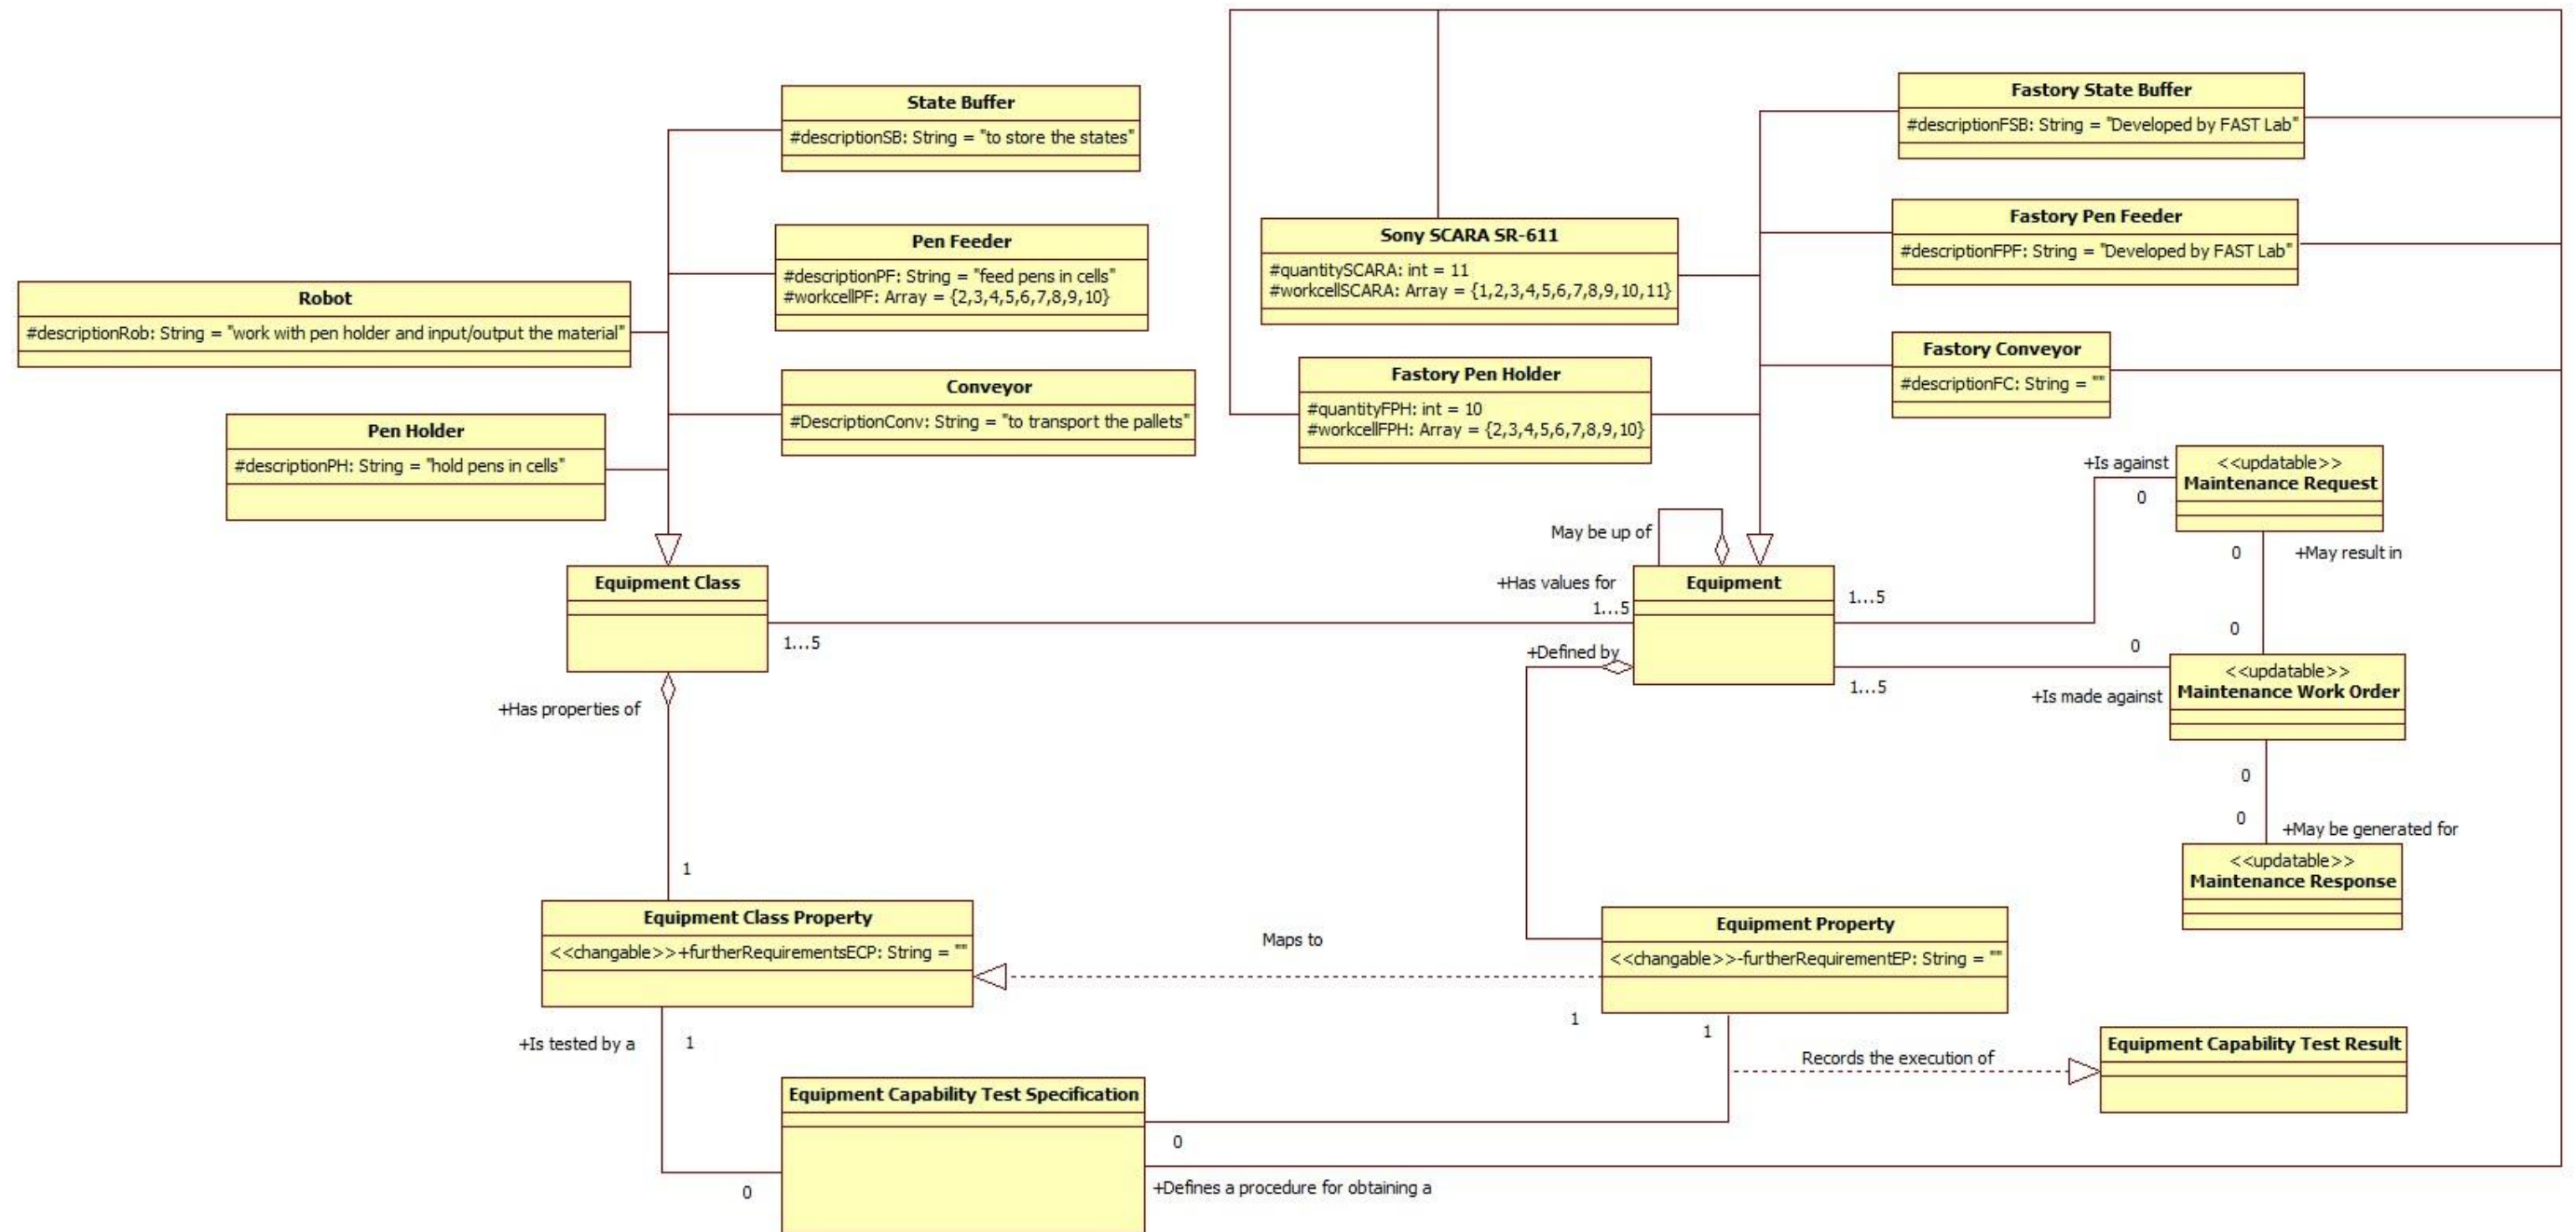 State Buffer
#descriptionSB: String = "to store the states"
Pen Feeder
#descriptionPF: String = "feed pens in cells"
#workcellPF: Array = {2,3,4,5,6,7,8,9,10}
Robot
#descriptionRob: String = "work with pen holder and input/output the material"
Conveyor
#DescriptionConv: String = "to transport the pallets"
Pen Holder
#descriptionPH: String = "hold pens in cells"
Fastory State Buffer
#descriptionFSB: String = "Developed by FAST Lab"
Fastory Pen Feeder
#descriptionFPF: String = "Developed by FAST Lab"
Sony SCARA SR-611
#quantitySCARA: int = 11
#workcellSCARA: Array = {1,2,3,4,5,6,7,8,9,10,11}
Fastory Conveyor
#descriptionFC: String = ""
Fastory Pen Holder
#quantityFPH: int = 10
#workcellFPH: Array = {2,3,4,5,6,7,8,9,10}
+Is against
0
<<updatable>>
Maintenance Request
0
+May result in
May be up of
Equipment Class
1...5
+Has values for
1...5
Equipment
1...5
0
+Defined by
1...5
0
+Is made against
<<updatable>>
Maintenance Work Order
0
0
+May be generated for
<<updatable>>
Maintenance Response
+Has properties of
1
Equipment Class Property
<<changable>>+furtherRequirementsECP: String = ""
Maps to
Equipment Property
<<changable>>-furtherRequirementEP: String = ""
1
1
+Is tested by a
1
Records the execution of
Equipment Capability Test Result
Equipment Capability Test Specification
0
0
+Defines a procedure for obtaining a